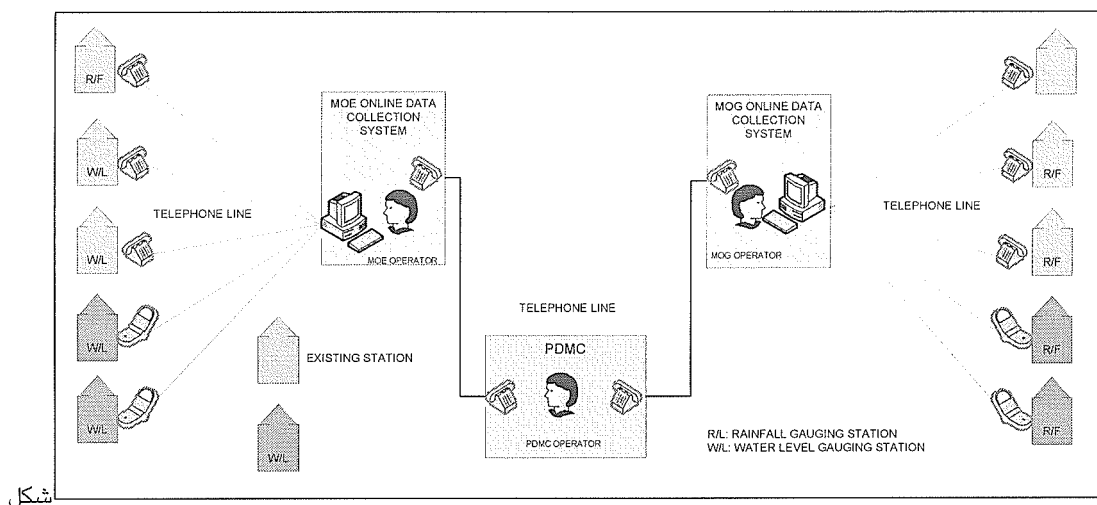 R/F
W/L
W/L
W/L
W/L
TELEPHONE LINE
MOE ONLINE DATA
COLLECTION
SYSTEM
MOE OPERATOR
MOG ONLINE DATA
COLLECTION
SYSTEM
MOG OPERATOR
TELEPHONE LINE
R/F
R/F
R/F
R/F
TELEPHONE LINE
PDMC
PDMC OPERATOR
EXISTING STATION
W/L
R/L: RAINFALL GAUGING STATION
W/L: WATER LEVEL GAUGING STATION
شکل